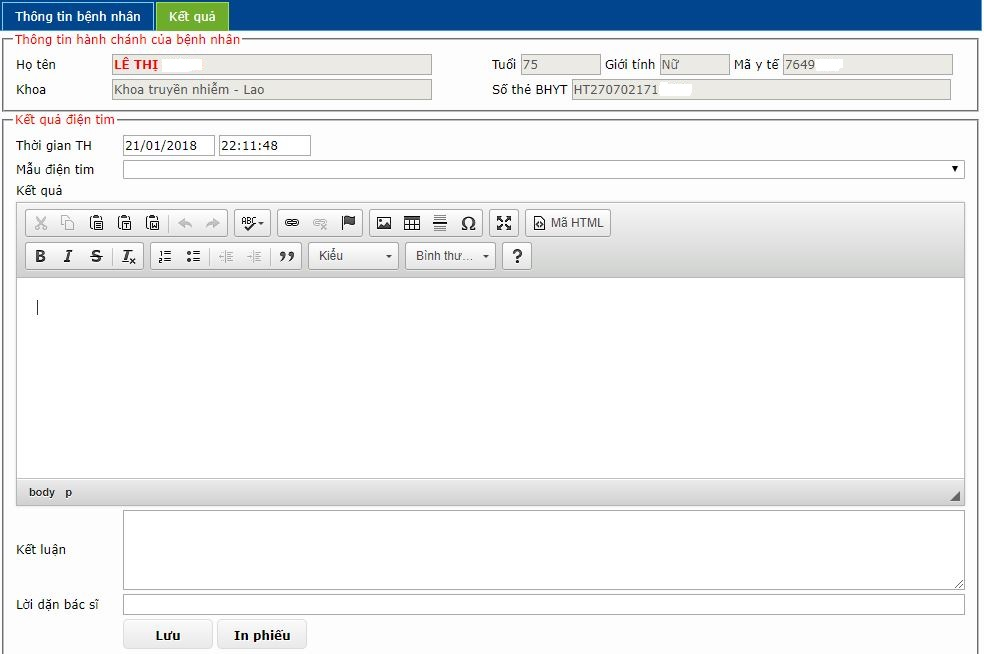 Thông tin bệnh nhân Kết quả
Thông tin hành chánh của bệnh nhân
Họ tên LÊ THỊ Tuổi 75 Giới tính Nữ Mã y tế 7649
Khoa Khoa truyền nhiễm - Lao Số thẻ BHYT HT270702171
Kết quả điện tim
Thời gian TH 21/01/2018 22:11:48
Mẫu điện tim
Kết quả
ABC Ω Mã HTML
B I S Tx Kiểu Bình thư... ?
body p
Kết luận
Lời dặn bác sĩ
Lưu In phiếu